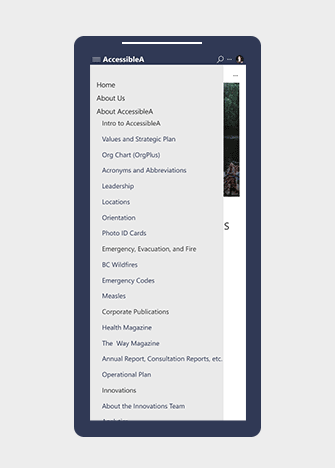 AccessibleA
Home
About Us
About AccessibleA
Intro to AccessibleA
Values and Strategic Plan
Org Chart (OrgPlus)
Acronyms and Abbreviations
Leadership
Locations
Orientation
Photo ID Cards
Emergency, Evacuation, and Fire
BC Wildfires
Emergency Codes
Measles
Corporate Publications
Health Magazine
The Way Magazine
Annual Report, Consultation Reports, etc.
Operational Plan
Innovations
About the Innovations Team
s